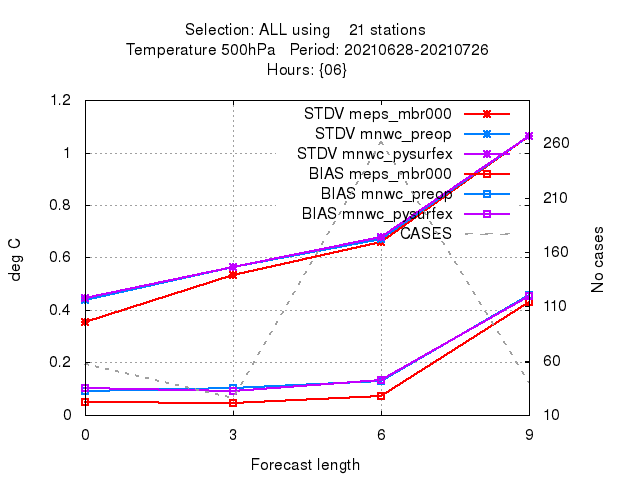 Selection: ALL using    21 stations
Temperature 500hPa   Period: 20210628-20210726
Hours: {06}
STDV meps_mbr000
STDV mnwc_preop
STDV mnwc_pysurfex
BIAS meps_mbr000
BIAS mnwc_preop
BIAS mnwc_pysurfex
CASES
1.2
1
0.8
0.6
0.4
0.2
0
deg C
260
210
160
110
60
10
No cases
0 3 6 9
Forecast length